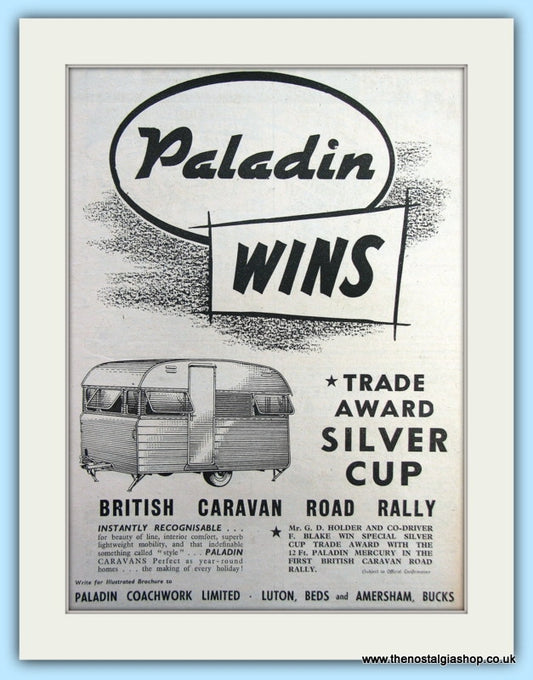 Paladin
WINS
★ TRADE
AWARD
SILVER
CUP
BRITISH CARAVAN ROAD RALLY
INSTANTLY RECOGNISABLE . . .
for beauty of line, interior comfort, superb
lightweight mobility, and that indefinable
something called "style" . . . PALADIN
CARAVANS Perfect as year-round
homes . . . the making of every holiday!
★ Mr. G. D. HOLDER AND CO-DRIVER
F. BLAKE WIN SPECIAL SILVER
CUP TRADE AWARD WITH THE
12 Ft. PALADIN MERCURY IN THE
FIRST BRITISH CARAVAN ROAD
RALLY.
(Subject to Official Confirmation
Write for Illustrated Brochure to
PALADIN COACHWORK LIMITED · LUTON, BEDS and AMERSHAM, BUCKS
www.thenostalgiashop.co.uk